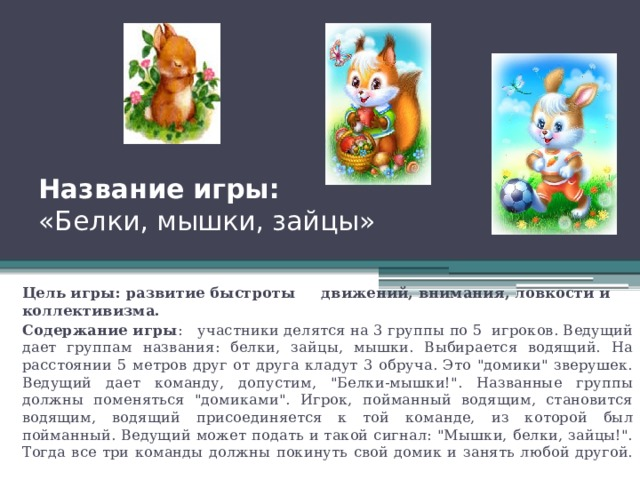 Название игры:
«Белки, мышки, зайцы»
Цель игры: развитие быстроты движений, внимания, ловкости и
коллективизма.
Содержание игры: участники делятся на 3 группы по 5 игроков. Ведущий
дает группам названия: белки, зайцы, мышки. Выбирается водящий. На
расстоянии 5 метров друг от друга кладут 3 обруча. Это "домики" зверушек.
Ведущий дает команду, допустим, "Белки-мышки!". Названные группы
должны поменяться "домиками". Игрок, пойманный водящим, становится
водящим, водящий присоединяется к той команде, из которой был
пойманный. Ведущий может подать и такой сигнал: "Мышки, белки, зайцы!".
Тогда все три команды должны покинуть свой домик и занять любой другой.